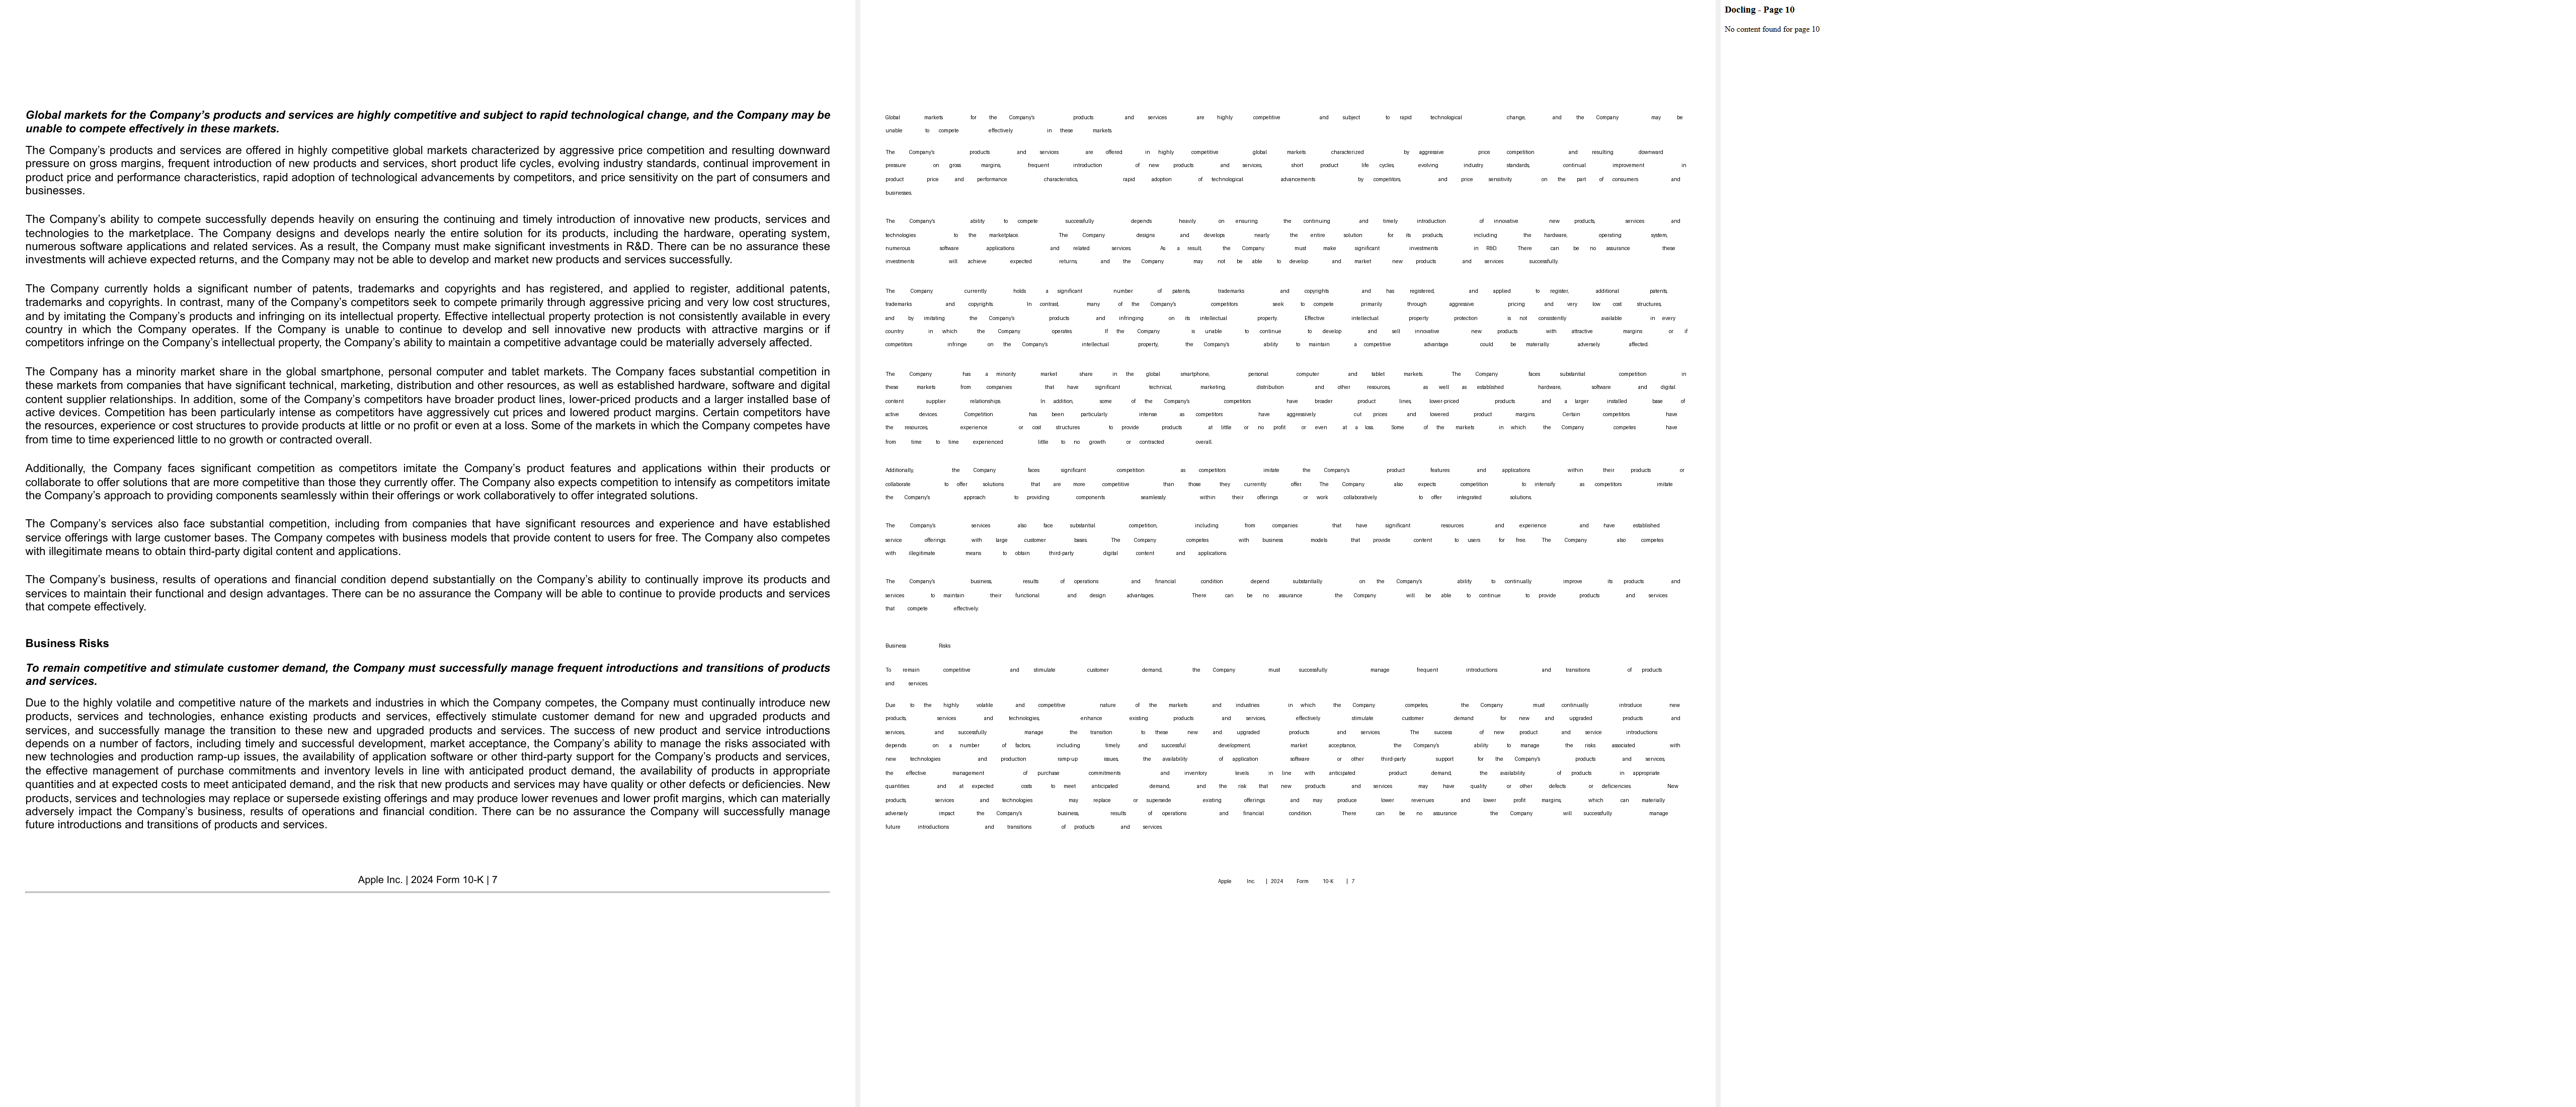 Global markets for the Company's products and services are highly competitive and subject to rapid technological change, and the Company may be
unable to compete effectively in these markets.
The Company's products and services are offered in highly competitive global markets characterized by aggressive price competition and resulting downward
pressure on gross margins, frequent introduction of new products and services, short product life cycles, evolving industry standards, continual improvement in
product price and performance characteristics, rapid adoption of technological advancements by competitors, and price sensitivity on the part of consumers and
businesses.
The Company's ability to compete successfully depends heavily on ensuring the continuing and timely introduction of innovative new products, services and
technologies to the marketplace. The Company designs and develops nearly the entire solution for its products, including the hardware, operating system,
numerous software applications and related services. As a result, the Company must make significant investments in R&D. There can be no assurance these
investments will achieve expected returns, and the Company may not be able to develop and market new products and services successfully.
The Company currently holds a significant number of patents, trademarks and copyrights and has registered, and applied to register, additional patents,
trademarks and copyrights. In contrast, many of the Company's competitors seek to compete primarily through aggressive pricing and very low cost structures,
and by imitating the Company's products and infringing on its intellectual property. Effective intellectual property protection is not consistently available in every
country in which the Company operates. If the Company is unable to continue to develop and sell innovative new products with attractive margins or if
competitors infringe on the Company's intellectual property, the Company's ability to maintain a competitive advantage could be materially adversely affected.
The Company has a minority market share in the global smartphone, personal computer and tablet markets. The Company faces substantial competition in
these markets from companies that have significant technical, marketing, distribution and other resources, as well as established hardware, software and digital
content supplier relationships. In addition, some of the Company's competitors have broader product lines, lower-priced products and a larger installed base of
active devices. Competition has been particularly intense as competitors have aggressively cut prices and lowered product margins. Certain competitors have
the resources, experience or cost structures to provide products at little or no profit or even at a loss. Some of the markets in which the Company competes have
from time to time experienced little to no growth or contracted overall.
Additionally, the Company faces significant competition as competitors imitate the Company's product features and applications within their products or
collaborate to offer solutions that are more competitive than those they currently offer. The Company also expects competition to intensify as competitors imitate
the Company's approach to providing components seamlessly within their offerings or work collaboratively to offer integrated solutions.
The Company's services also face substantial competition, including from companies that have significant resources and experience and have established
service offerings with large customer bases. The Company competes with business models that provide content to users for free. The Company also competes
with illegitimate means to obtain third-party digital content and applications.
The Company's business, results of operations and financial condition depend substantially on the Company's ability to continually improve its products and
services to maintain their functional and design advantages. There can be no assurance the Company will be able to continue to provide products and services
that compete effectively.
Business Risks
To remain competitive and stimulate customer demand, the Company must successfully manage frequent introductions and transitions of products
and services.
Due to the highly volatile and competitive nature of the markets and industries in which the Company competes, the Company must continually introduce new
products, services and technologies, enhance existing products and services, effectively stimulate customer demand for new and upgraded products and
services, and successfully manage the transition to these new and upgraded products and services. The success of new product and service introductions
depends on a number of factors, including timely and successful development, market acceptance, the Company's ability to manage the risks associated with
new technologies and production ramp-up issues, the availability of application software or other third-party support for the Company's products and services,
the effective management of purchase commitments and inventory levels in line with anticipated product demand, the availability of products in appropriate
quantities and at expected costs to meet anticipated demand, and the risk that new products and services may have quality or other defects or deficiencies. New
products, services and technologies may replace or supersede existing offerings and may produce lower revenues and lower profit margins, which can materially
adversely impact the Company's business, results of operations and financial condition. There can be no assurance the Company will successfully manage
future introductions and transitions of products and services.
Apple Inc. | 2024 Form 10-K | 7
Global markets for the Company's products and services are highly competitive and subject to rapid technological change, and the Company may be
unable to compete effectively in these markets
The Company's products and services are offered in highly competitive global markets characterized by aggressive price competition and resulting downward
pressure on gross margins, frequent introduction of new products and services, short product life cycles, evolving industry standards, continual improvement in
product price and performance characteristics, rapid adoption of technological advancements by competitors, and price sensitivity on the part of consumers and
businesses
The Company's ability to compete successfully depends heavily on ensuring the continuing and timely introduction of innovative new products, services and
technologies to the marketplace. The Company designs and develops nearly the entire solution for its products, including the hardware, operating system,
numerous software applications and related services As a result, the Company must make significant investments in R&D There can be no assurance these
investments will achieve expected returns, and the Company may not be able to develop and market new products and services successfully
The Company currently holds a significant number of patents, trademarks and copyrights and has registered, and applied to register, additional patents,
trademarks and copyrights In contrast, many of the Company's competitors seek to compete primarily through aggressive pricing and very low cost structures,
and by imitating the Company's products and infringing on its intellectual property. Effective intellectual property protection is not consistently available in every
country in which the Company operates If the Company is unable to continue to develop and sell innovative new products with attractive margins or if
competitors infringe on the Company's intellectual property, the Company's ability to maintain a competitive advantage could be materially adversely affected
The Company has a minority market share in the global smartphone, personal computer and tablet markets The Company faces substantial competition in
these markets from companies that have significant technical, marketing, distribution and other resources, as well as established hardware, software and digital
content supplier relationships In addition, some of the Company's competitors have broader product lines, lower-priced products and a larger installed base of
active devices Competition has been particularly intense as competitors have aggressively cut prices and lowered product margins Certain competitors have
the resources, experience or cost structures to provide products at little or no profit or even at a loss Some of the markets in which the Company competes have
from time to time experienced little to no growth or contracted overall.
Additionally, the Company faces significant competition as competitors imitate the Company's product features and applications within their products or
collaborate to offer solutions that are more competitive than those they currently offer. The Company also expects competition to intensify as competitors imitate
the Company's approach to providing components seamlessly within their offerings or work collaboratively to offer integrated solutions.
The Company's services also face substantial competition, including from companies that have significant resources and experience and have established
service offerings with large customer bases The Company competes with business models that provide content to users for free. The Company also competes
with illegitimate means to obtain third-party digital content and applications.
The Company's business, results of operations and financial condition depend substantially on the Company's ability to continually improve its products and
services to maintain their functional and design advantages There can be no assurance the Company will be able to continue to provide products and services
that compete effectively
Business Risks
To remain competitive and stimulate customer demand, the Company must successfully manage frequent introductions and transitions of products
and services
Due to the highly volatile and competitive nature of the markets and industries in which the Company competes, the Company must continually introduce new
products, services and technologies, enhance existing products and services, effectively stimulate customer demand for new and upgraded products and
services, and successfully manage the transition to these new and upgraded products and services The success of new product and service introductions
depends on a number of factors, including timely and successful development, market acceptance, the Company's ability to manage the risks associated with
new technologies and production ramp-up issues, the availability of application software or other third-party support for the Company's products and services,
the effective management of purchase commitments and inventory levels in line with anticipated product demand, the availability of products in appropriate
quantities and at expected costs to meet anticipated demand, and the risk that new products and services may have quality or other defects or deficiencies New
products, services and technologies may replace or supersede existing offerings and may produce lower revenues and lower profit margins, which can materially
adversely impact the Company's business, results of operations and financial condition. There can be no assurance the Company will successfully manage
future introductions and transitions of products and services
Apple Inc. | 2024 Form 10-K | 7
Docling - Page 10
No content found for page 10